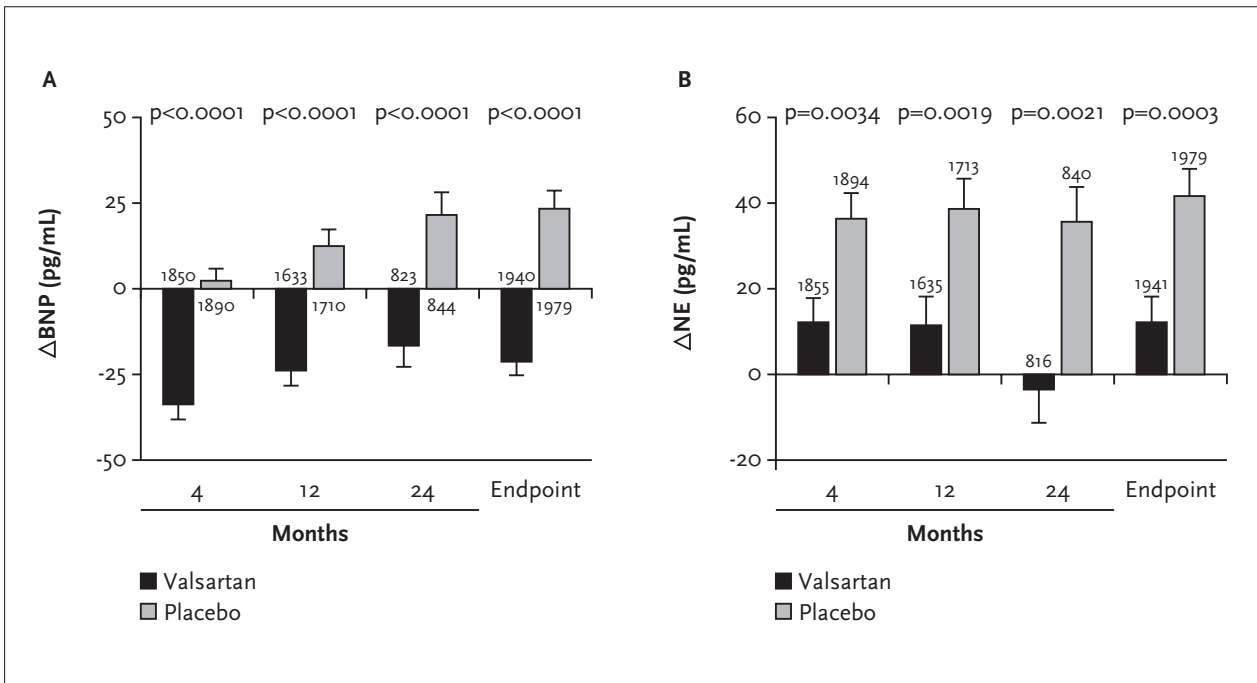 A
p<0.0001 p<0.0001 p<0.0001 p<0.0001
50
25
0
-25
-50
△BNP (pg/mL)
1850 1633 823 1940
1890 1710 844 1979
4 12 24 Endpoint
Months
Valsartan
Placebo
B
p=0.0034 p=0.0019 p=0.0021 p=0.0003
60
40
20
0
-20
△NE (pg/mL)
1894 1713 840 1979
1855 1635 816 1941
4 12 24 Endpoint
Months
Valsartan
Placebo